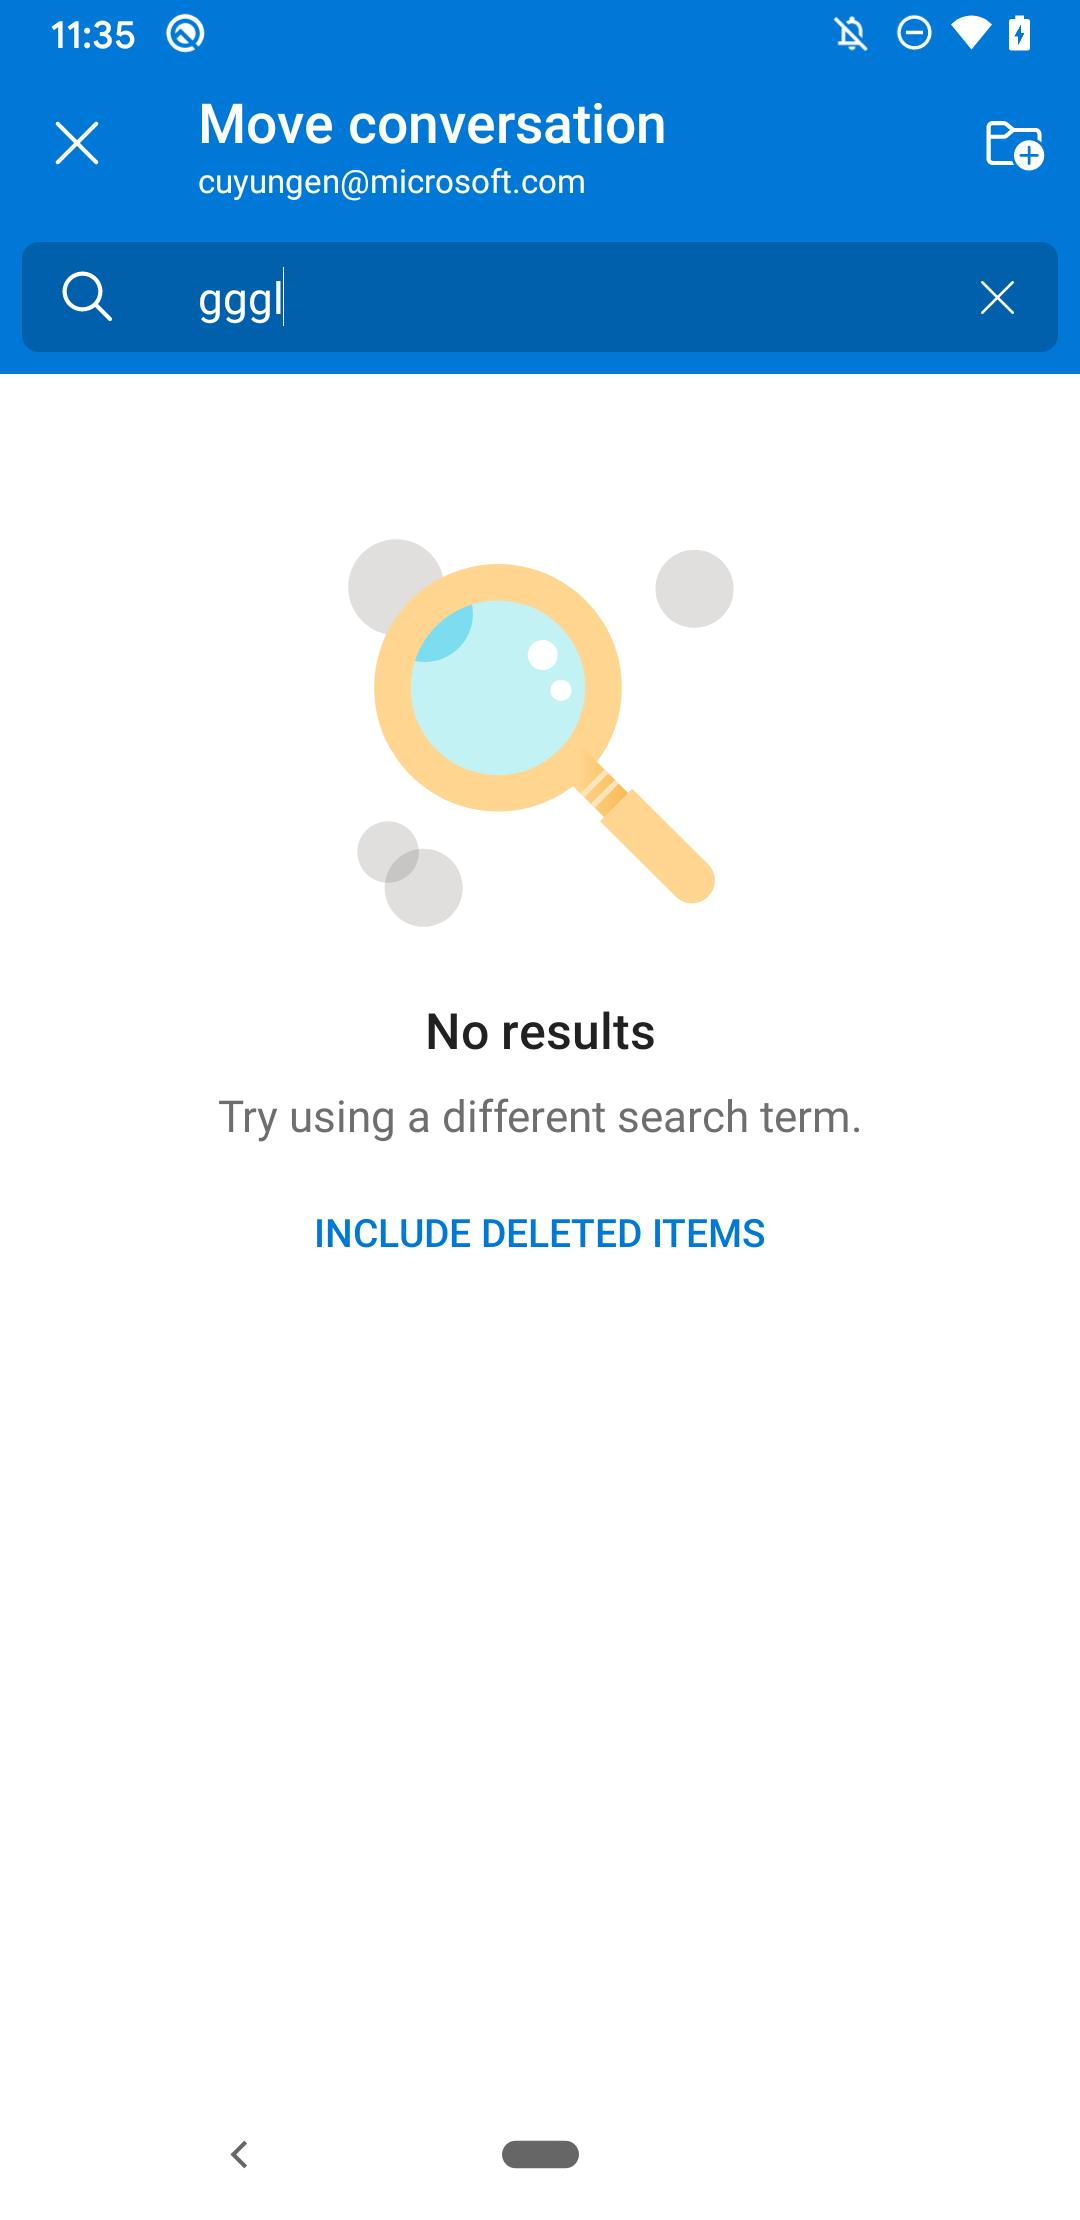 11:35
Move conversation
cuyungen@microsoft.com
gggl
No results
Try using a different search term.
INCLUDE DELETED ITEMS